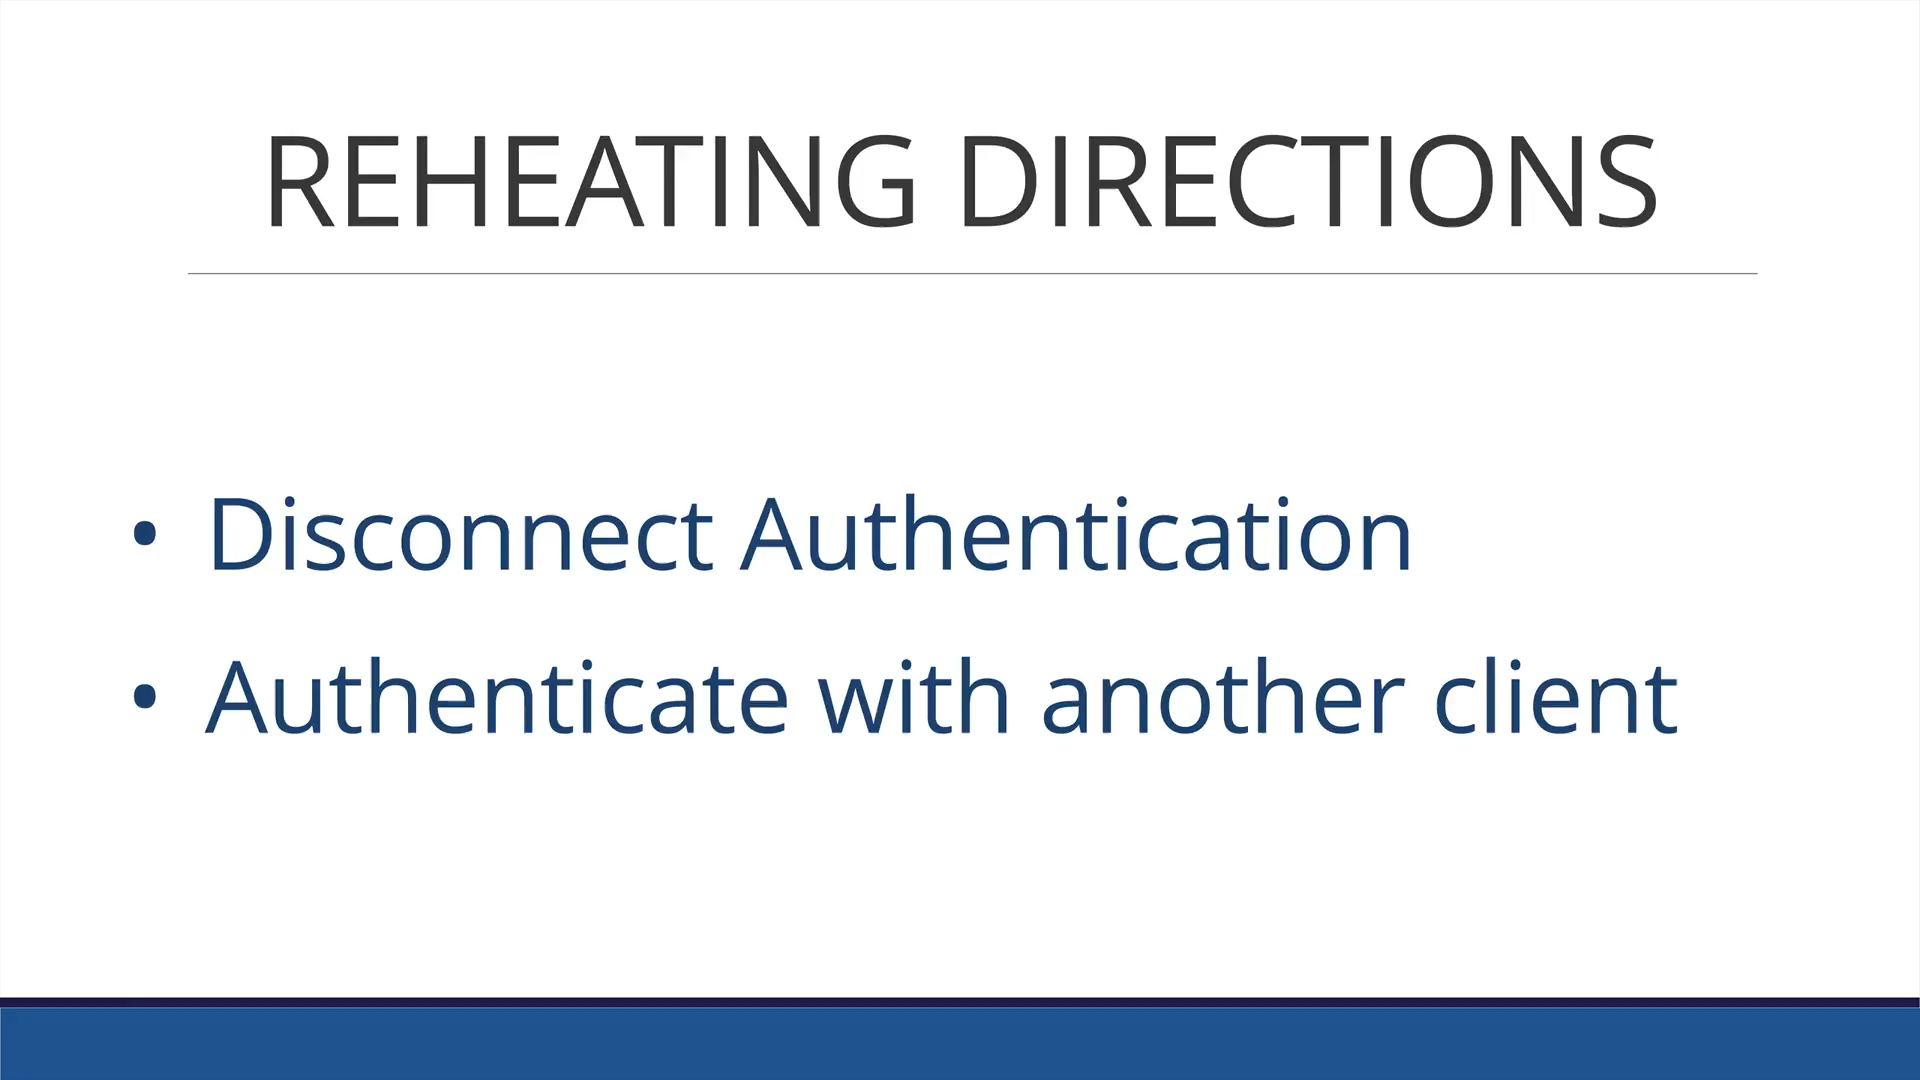 REHEATING DIRECTIONS
• Disconnect Authentication
• Authenticate with another client